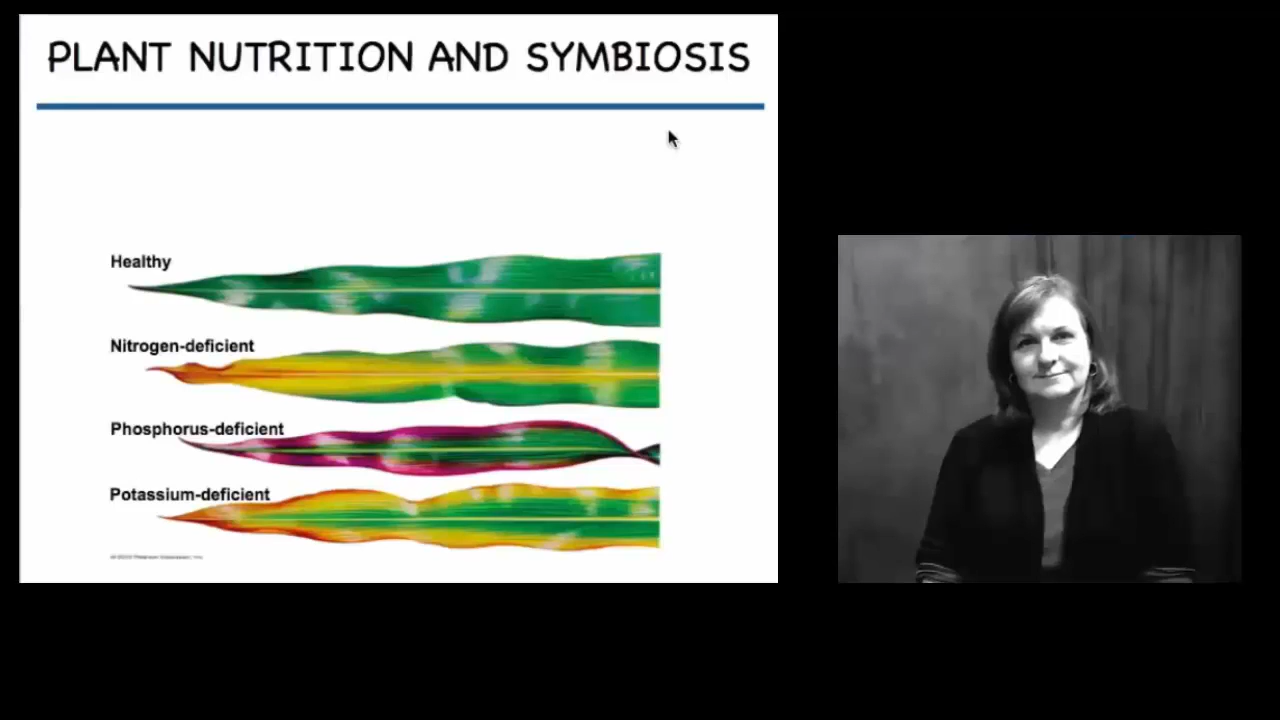 PLANT NUTRITION AND SYMBIOSIS
Healthy
Nitrogen-deficient
Phosphorus-deficient
Potassium-deficient